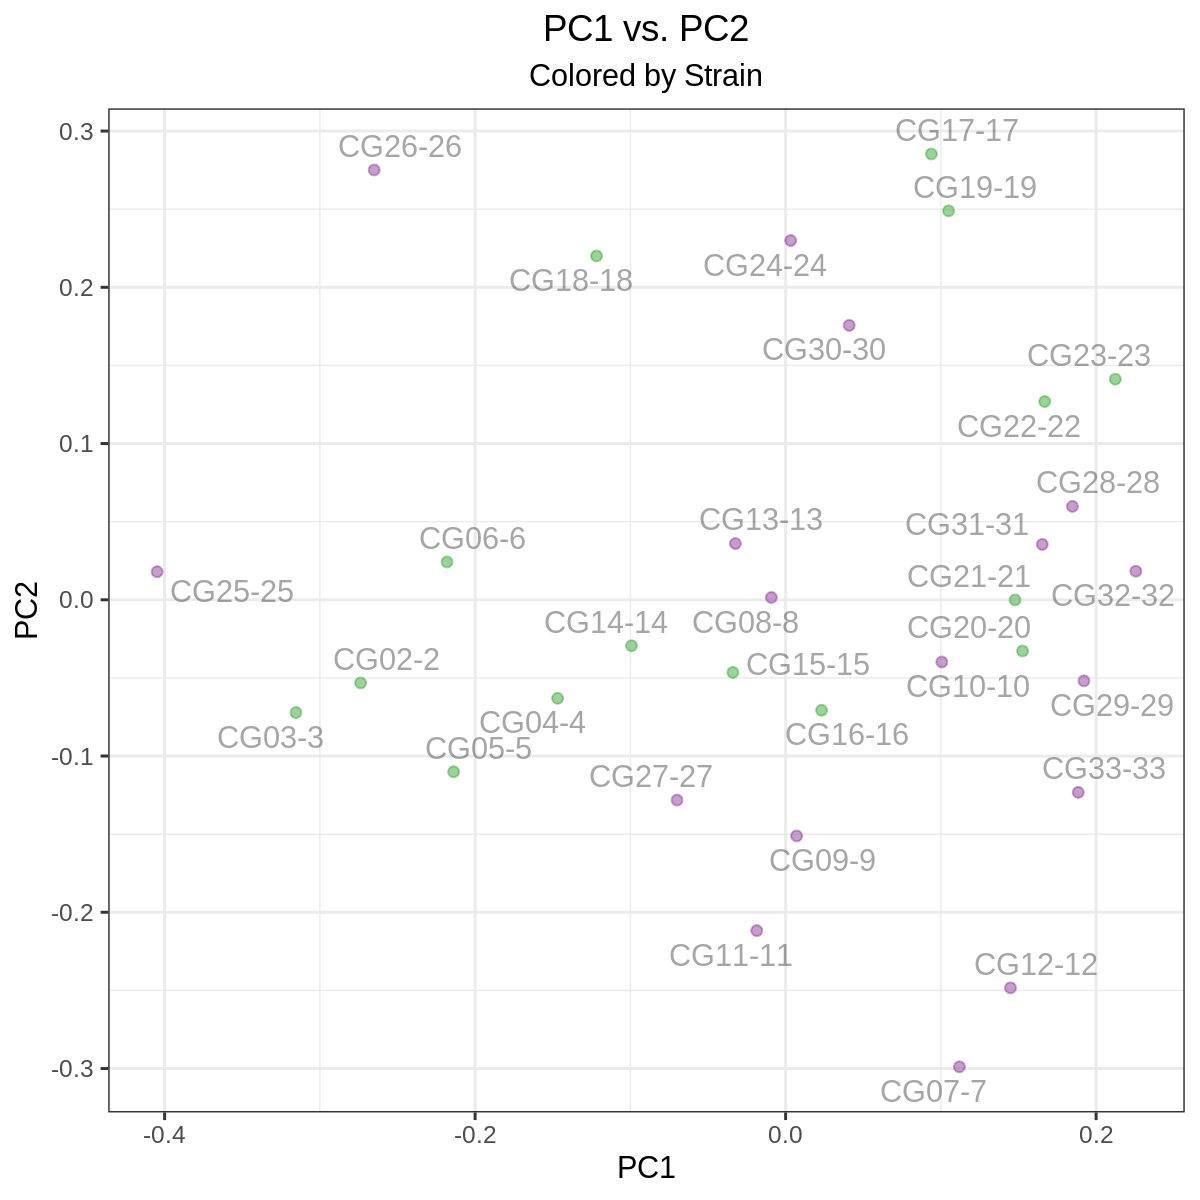 PC1 vs. PC2
Colored by Strain
0.3
CG17-17
CG26-26
CG19-19
CG24-24
CG18-18
0.2
CG30-30
CG23-23
CG22-22
0.1
CG28-28
CG13-13
CG31-31
CG06-6
CG21-21
CG25-25
CG32-32
0.0
PC2
CG14-14
CG08-8
CG20-20
CG02-2
CG15-15
CG10-10
CG29-29
CG04-4
CG03-3
CG16-16
CG05-5
-0.1
CG33-33
CG27-27
CG09-9
-0.2
CG11-11
CG12-12
-0.3
CG07-7
-0.4
-0.2
0.0
0.2
PC1